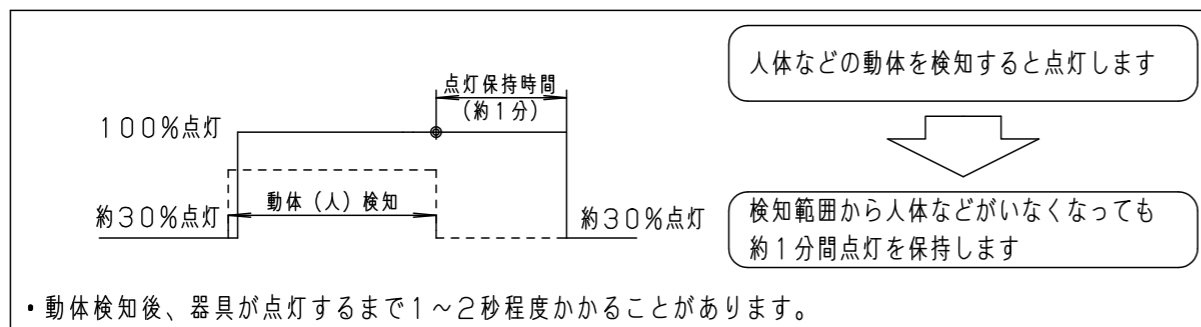 点灯保持時間
（約１分）
１００％点灯
動体（人）検知
約３０％点灯
約３０％点灯
人体などの動体を検知すると点灯します
検知範囲から人体などがいなくなっても
約１分間点灯を保持します
・動体検知後、器具が点灯するまで１～２秒程度かかることがあります。